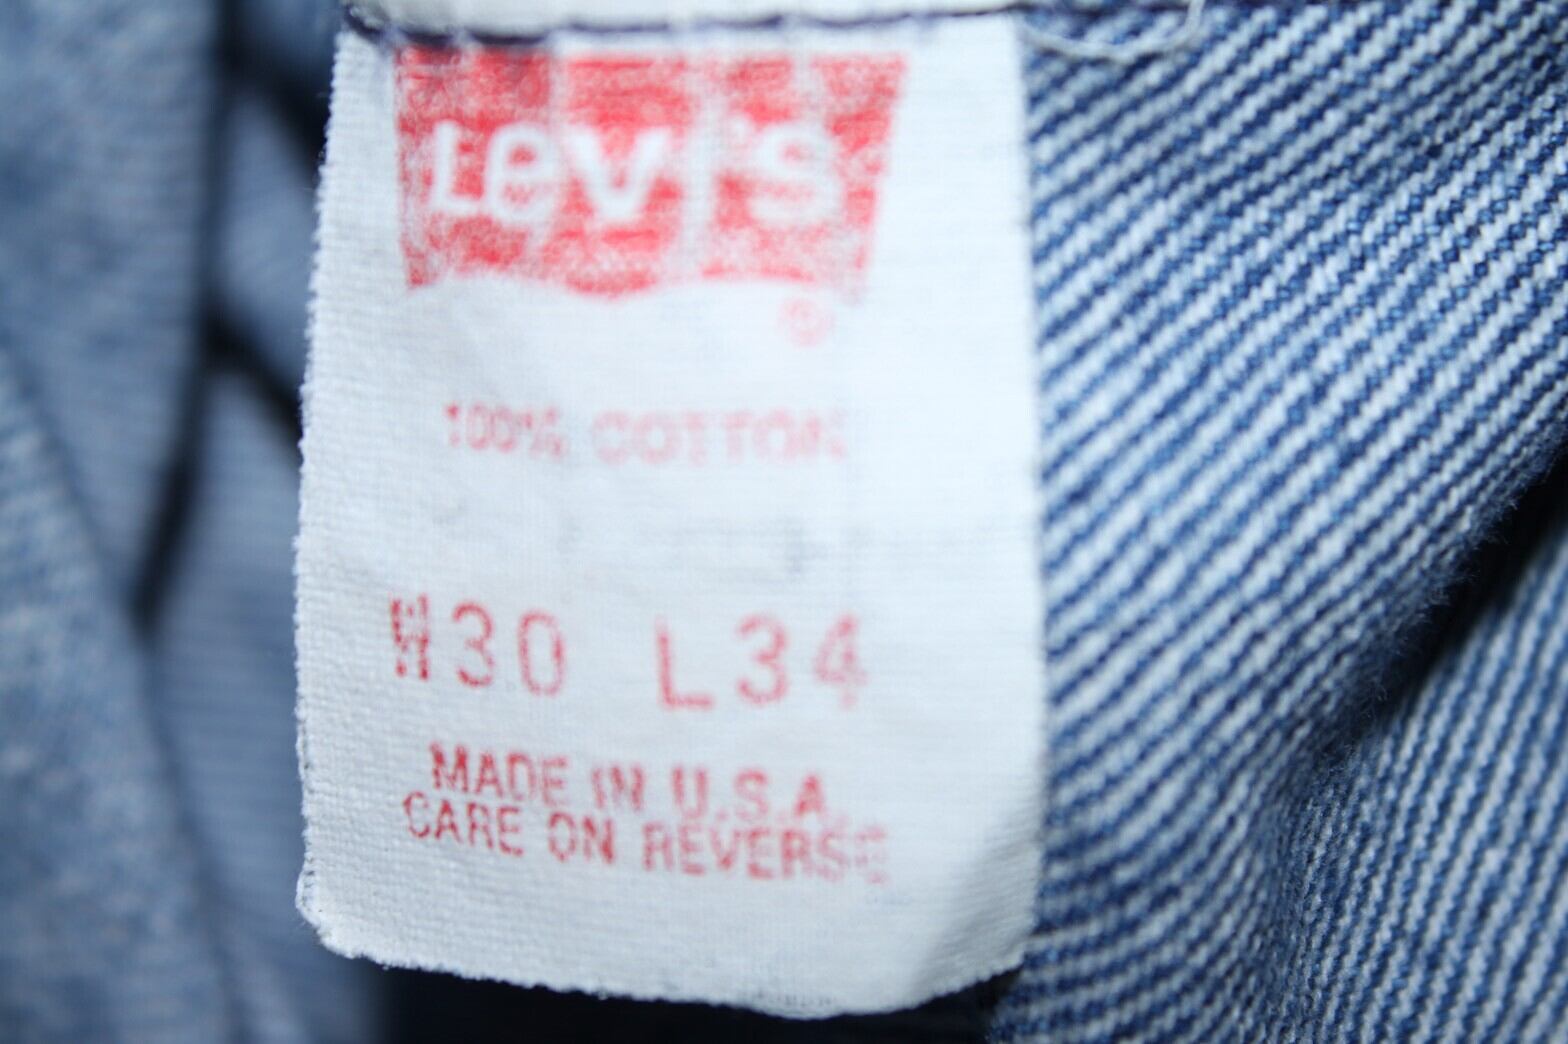 Levi's
®
100% COTTON
W30 L34
MADE IN U.S.A.
CARE ON REVERSE